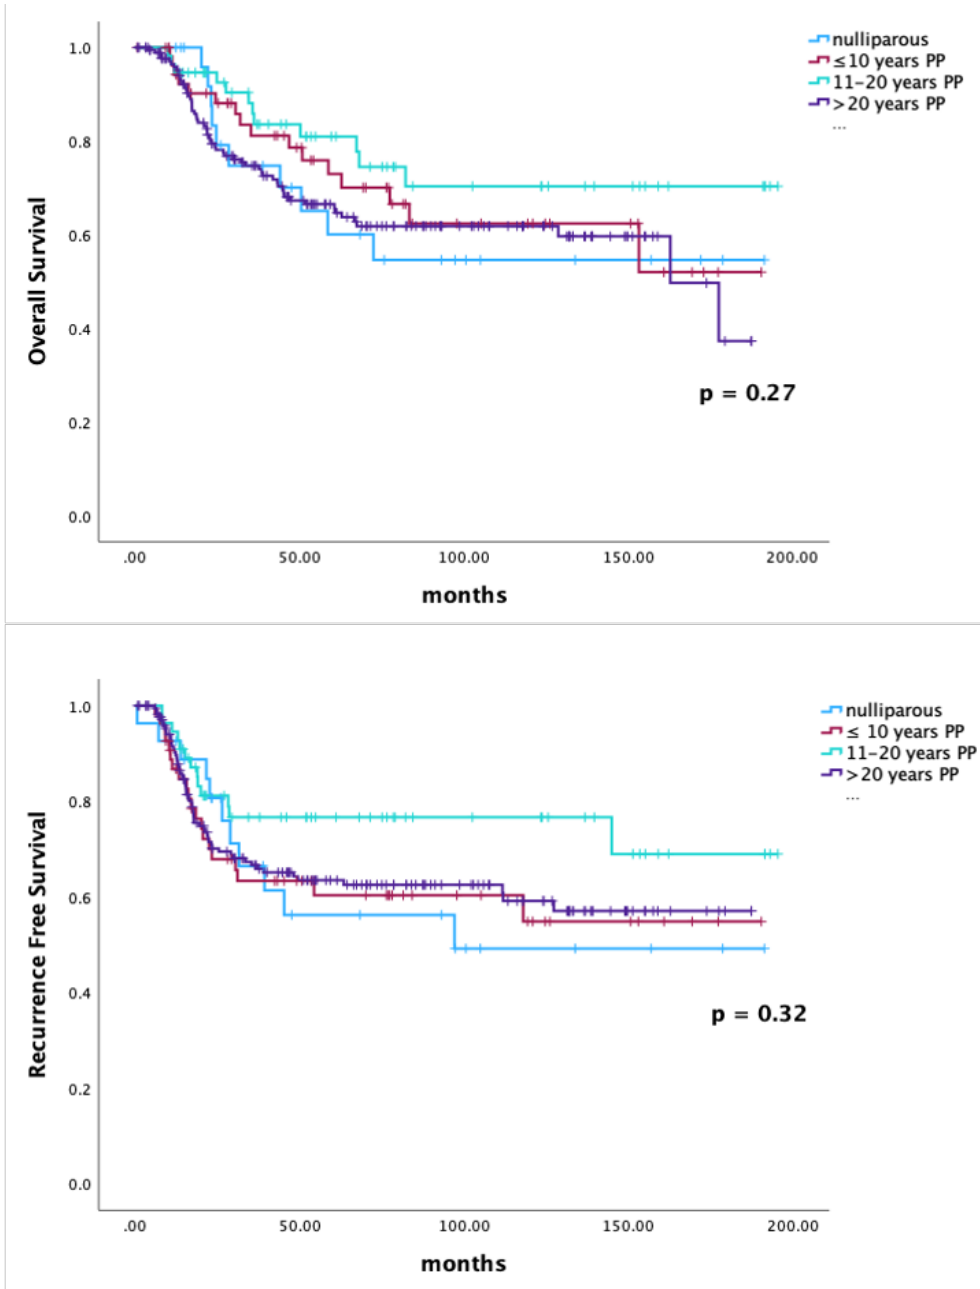 Overall Survival
1.0
0.8
0.6
0.4
0.2
0.0
.00 50.00 100.00 150.00 200.00
months
nulliparous
≤10 years PP
11–20 years PP
>20 years PP
...
p = 0.27
Recurrence Free Survival
1.0
0.8
0.6
0.4
0.2
0.0
.00 50.00 100.00 150.00 200.00
months
nulliparous
≤ 10 years PP
11–20 years PP
>20 years PP
...
p = 0.32